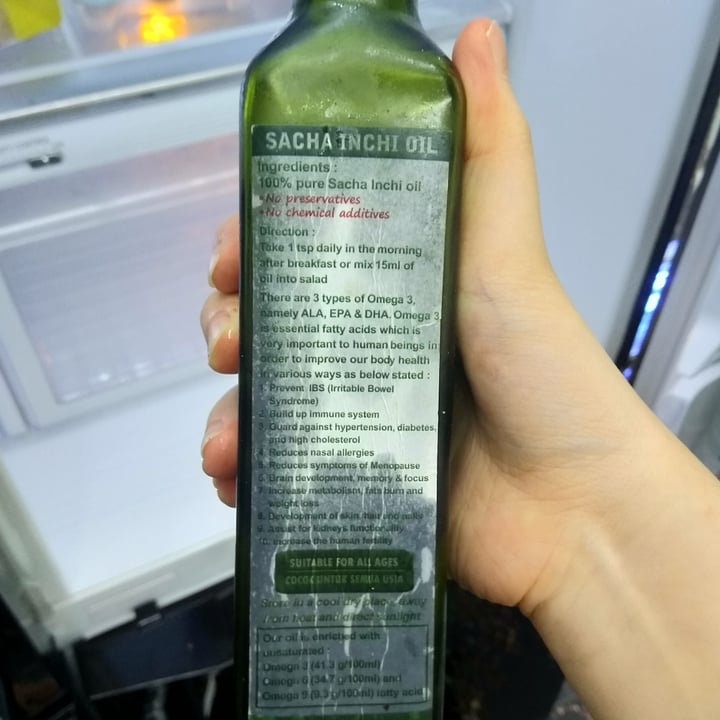 SACHA INCHI OIL
Ingredients :
100% pure Sacha Inchi oil
•No preservatives
•No chemical additives
Direction :
Take 1 tsp daily in the morning
after breakfast or mix 15ml of
oil into salad
There are 3 types of Omega 3,
namely ALA, EPA & DHA. Omega 3
is essential fatty acids which is
very important to human beings in
order to improve our body health
in various ways as below stated :
1. Prevent IBS (Irritable Bowel
Syndrome)
2. Build up immune system
3. Guard against hypertension, diabetes,
and high cholesterol
4. Reduces nasal allergies
5. Reduces symptoms of Menopause
6. Brain development, memory & focus
7. Increase metabolism, fats burn and
weight loss
8. Development of skin, hair and nails
9. Assist for kidneys functionality
10. Increase the human fertility
SUITABLE FOR ALL AGES
COCOK UNTUK SEMUA USIA
Store in a cool dry place, away
from heat and direct sunlight
Our oil is enriched with
unsaturated :
Omega 3 (41.3 g/100ml)
Omega 6 (34.7 g/100ml) and
Omega 9 (9.3 g/100ml) fatty acid